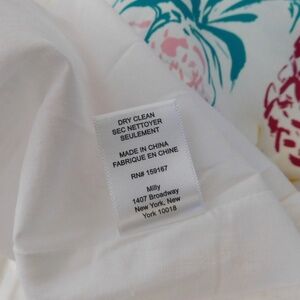 DRY CLEAN
SEC NETTOYER
SEULEMENT
MADE IN CHINA
FABRIQUE EN CHINE
RN# 159167
Milly
1407 Broadway
New York, New
York 10018